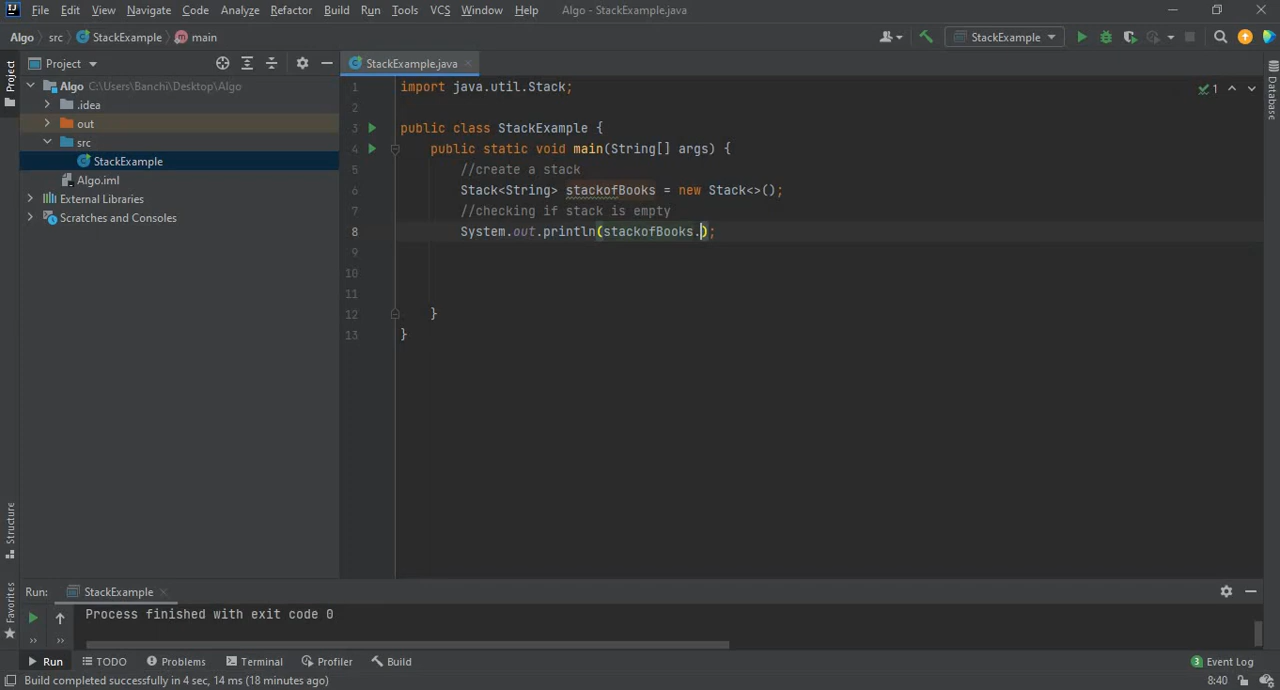 File Edit View Navigate Code Analyze Refactor Build Run Tools VCS Window Help Algo - StackExample.java
Algo src StackExample main StackExample
Project StackExample.java
Project
Algo C:\Users\Banchi\Desktop\Algo
.idea
out
src
StackExample
Algo.iml
External Libraries
Scratches and Consoles
1 import java.util.Stack;
2
3 public class StackExample {
4 public static void main(String[] args) {
5 //create a stack
6 Stack<String> stackofBooks = new Stack<>();
7 //checking if stack is empty
8 System.out.println(stackofBooks.);
9
10
11
12 }
13 }
1
Database
Structure
Favorites
Run: StackExample
Process finished with exit code 0
Run TODO Problems Terminal Profiler Build 3 Event Log
Build completed successfully in 4 sec, 14 ms (18 minutes ago) 8:40